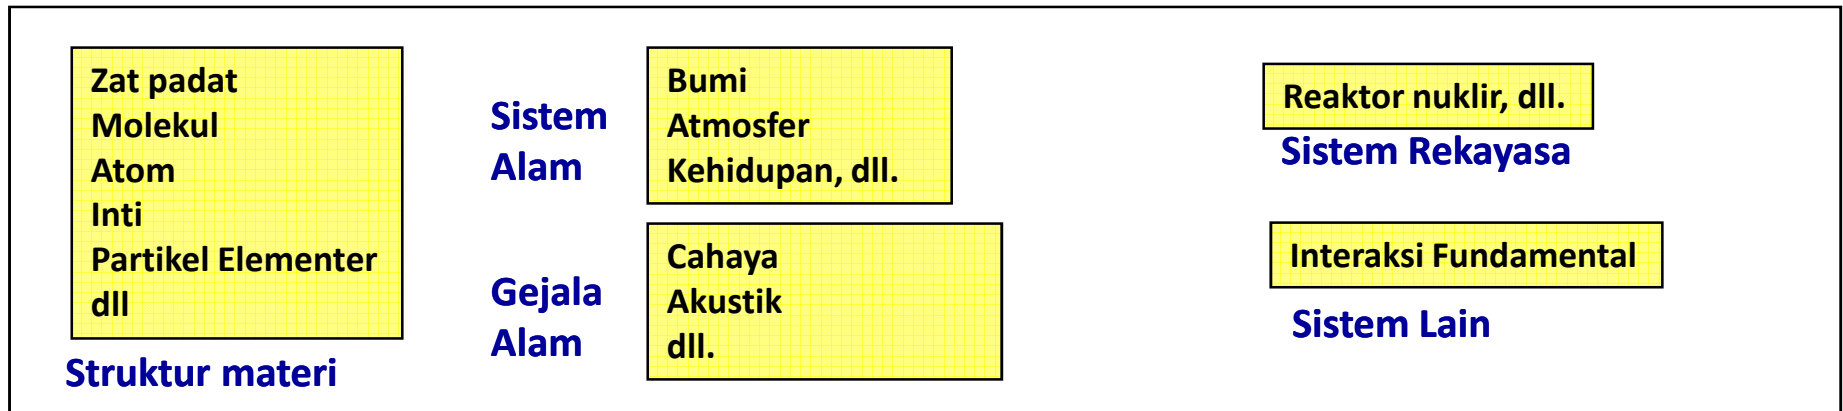 Zat padat
Molekul
Atom
Inti
Partikel Elementer
dll
Struktur materi
Sistem
Alam
Bumi
Atmosfer
Kehidupan, dll.
Gejala
Alam
Cahaya
Akustik
dll.
Reaktor nuklir, dll.
Sistem Rekayasa
Interaksi Fundamental
Sistem Lain